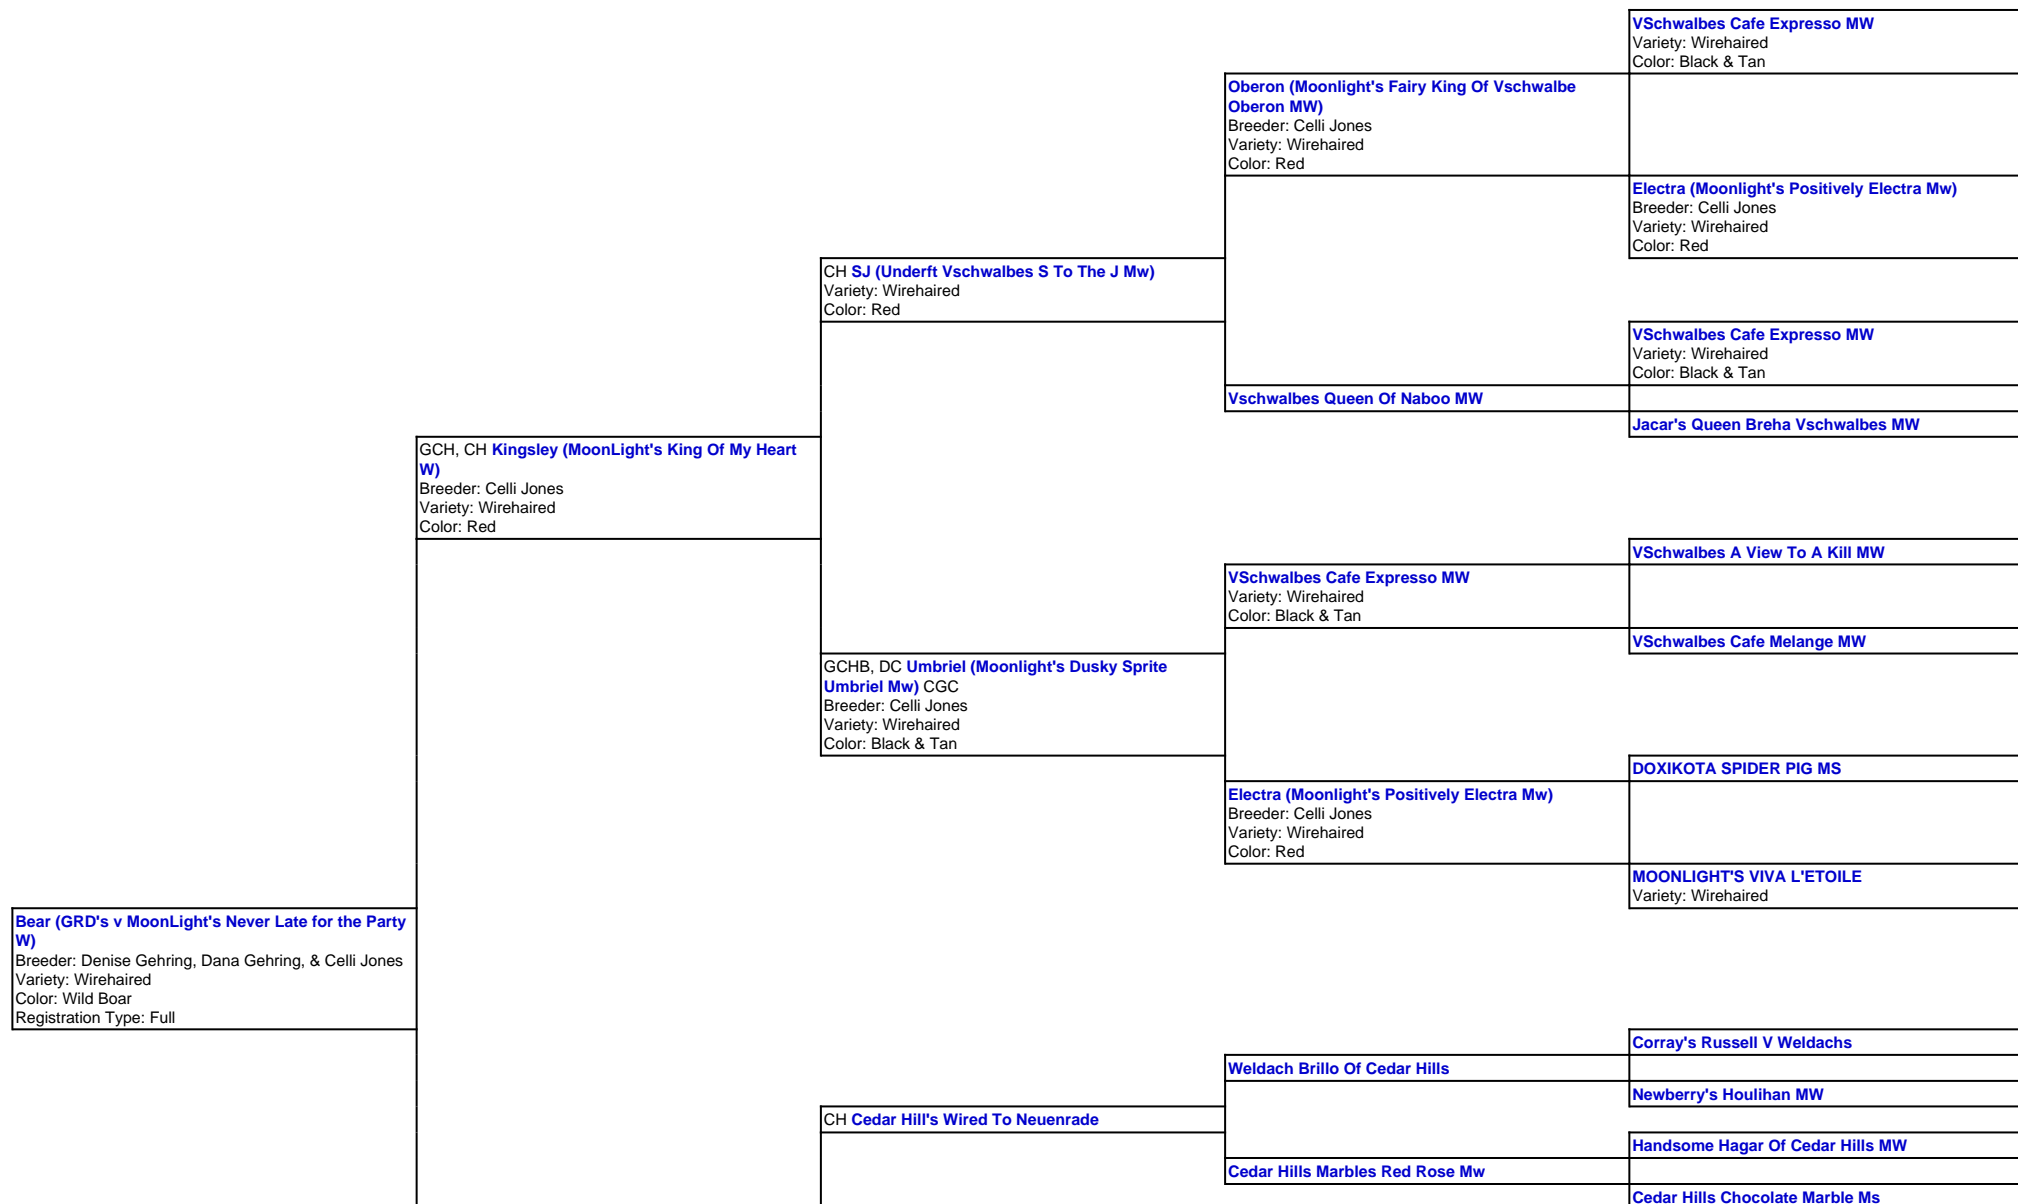 VSchwalbes Cafe Expresso MW
Variety: Wirehaired
Color: Black & Tan
Oberon (Moonlight's Fairy King Of Vschwalbe
Oberon MW)
Breeder: Celli Jones
Variety: Wirehaired
Color: Red
Electra (Moonlight's Positively Electra Mw)
Breeder: Celli Jones
Variety: Wirehaired
Color: Red
CH SJ (Underft Vschwalbes S To The J Mw)
Variety: Wirehaired
Color: Red
VSchwalbes Cafe Expresso MW
Variety: Wirehaired
Color: Black & Tan
Vschwalbes Queen Of Naboo MW
Jacar's Queen Breha Vschwalbes MW
GCH, CH Kingsley (MoonLight's King Of My Heart
W)
Breeder: Celli Jones
Variety: Wirehaired
Color: Red
VSchwalbes A View To A Kill MW
VSchwalbes Cafe Expresso MW
Variety: Wirehaired
Color: Black & Tan
VSchwalbes Cafe Melange MW
GCHB, DC Umbriel (Moonlight's Dusky Sprite
Umbriel Mw) CGC
Breeder: Celli Jones
Variety: Wirehaired
Color: Black & Tan
DOXIKOTA SPIDER PIG MS
Electra (Moonlight's Positively Electra Mw)
Breeder: Celli Jones
Variety: Wirehaired
Color: Red
MOONLIGHT'S VIVA L'ETOILE
Variety: Wirehaired
Bear (GRD's v MoonLight's Never Late for the Party
W)
Breeder: Denise Gehring, Dana Gehring, & Celli Jones
Variety: Wirehaired
Color: Wild Boar
Registration Type: Full
Corray's Russell V Weldachs
Weldach Brillo Of Cedar Hills
Newberry's Houlihan MW
CH Cedar Hill's Wired To Neuenrade
Handsome Hagar Of Cedar Hills MW
Cedar Hills Marbles Red Rose Mw
Cedar Hills Chocolate Marble Ms